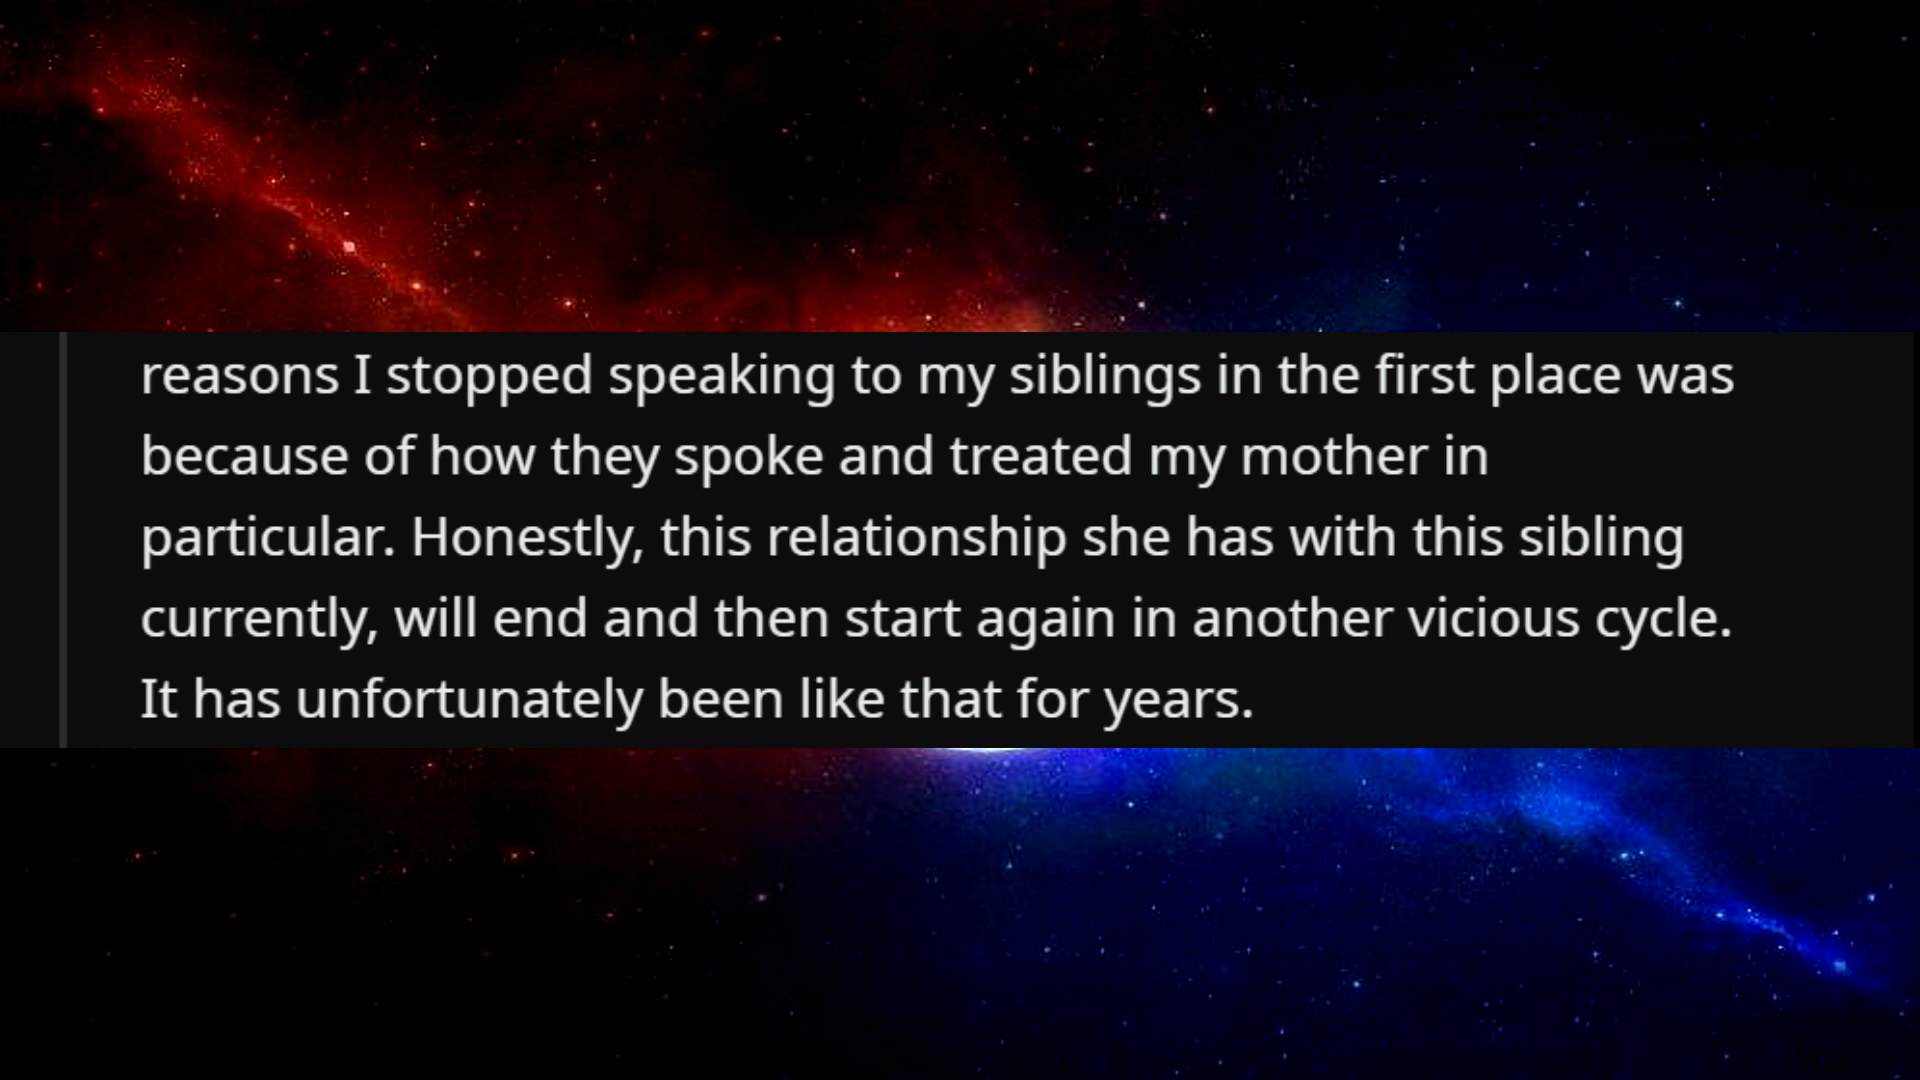 reasons I stopped speaking to my siblings in the first place was
because of how they spoke and treated my mother in
particular. Honestly, this relationship she has with this sibling
currently, will end and then start again in another vicious cycle.
It has unfortunately been like that for years.